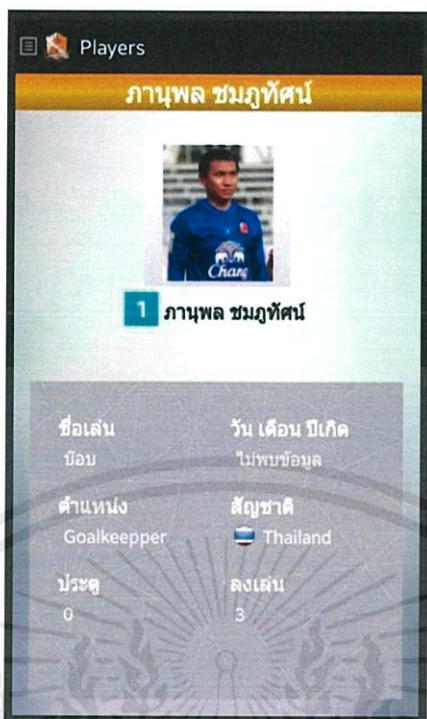 Players
ภานุพล ชมภูทัศน์
Chang
1 ภานุพล ชมภูทัศน์
ชื่อเล่น วัน เดือน ปีเกิด
บ๊อบ ไม่พบข้อมูล
ตำแหน่ง สัญชาติ
Goalkeepper Thailand
ประตู ลงเล่น
0 3